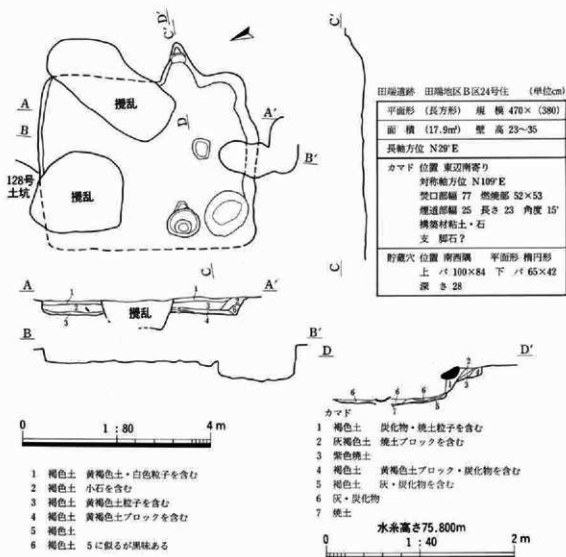 C' D'
C'
A
B
撹乱
D
A'
B'
128号
土坑
撹乱
C
C
田端遺跡 田端地区B区24号住 (単位cm)
平面形 (長方形) 規模 470×(380)
面積 (17.9㎡) 壁高 23～35
長軸方位 N29°E
カマド 位置 東辺南寄り
対称軸方位 N109°E
焚口部幅 77 燃焼部 52×53
煙道部幅 25 長さ 23 角度 15°
構築材粘土・石
支 脚石?
貯蔵穴 位置 南西隅 平面形 楕円形
上 バ 100×84 下 バ 65×42
深さ 28
A
A'
撹乱
1
2
3
4
B
B'
D
D'
0 1:80 4 m
1 褐色土 黄褐色土・白色粒子を含む
2 褐色土 小石を含む
3 褐色土 黄褐色土粒子を含む
4 褐色土 黄褐色土ブロックを含む
5 褐色土
6 褐色土 5に似るが黒味ある
カマド
1 褐色土 炭化物・焼土粒子を含む
2 灰褐色土 焼土ブロックを含む
3 紫色焼土
4 褐色土 黄褐色土ブロック・炭化物を含む
5 褐色土 灰・炭化物を含む
6 灰・炭化物
7 焼土
水糸高さ75.800m
0 1:40 2 m